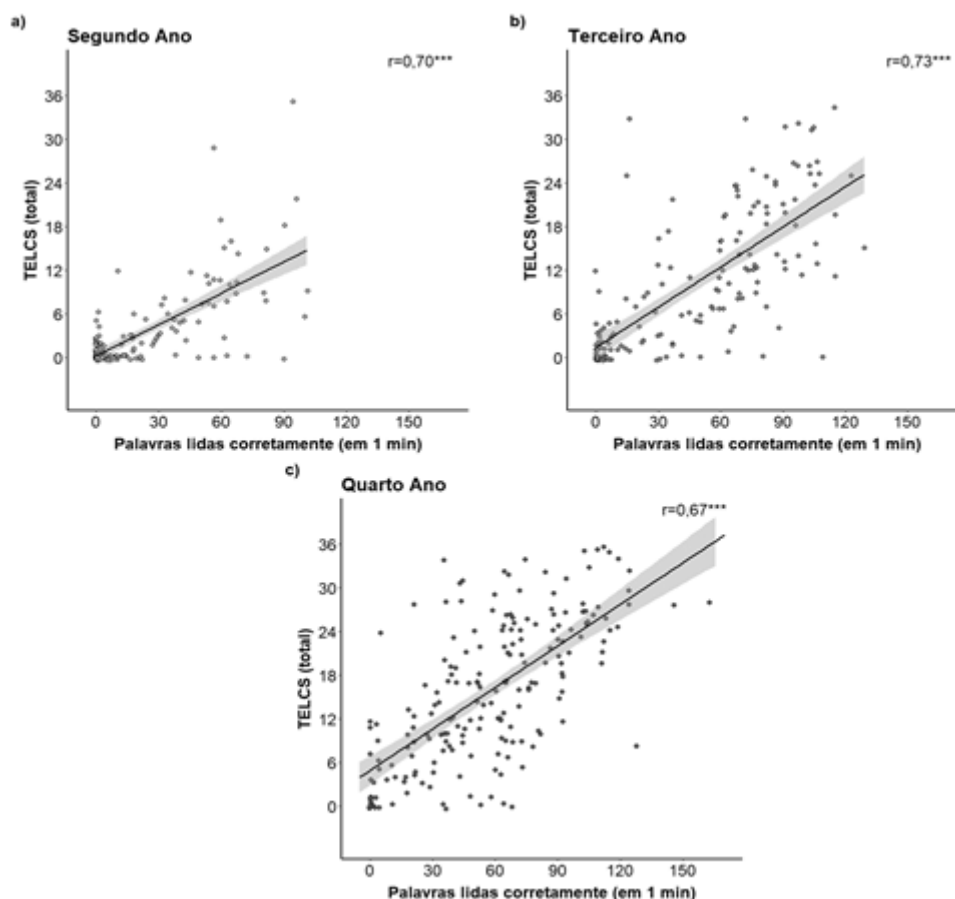 a)
Segundo Ano
r=0,70***
TELCS (total)
36
30
24
18
12
6
0
0 30 60 90 120 150
Palavras lidas corretamente (em 1 min)
b)
Terceiro Ano
r=0,73***
TELCS (total)
36
30
24
18
12
6
0
0 30 60 90 120 150
Palavras lidas corretamente (em 1 min)
c)
Quarto Ano
r=0,67***
TELCS (total)
36
30
24
18
12
6
0
0 30 60 90 120 150
Palavras lidas corretamente (em 1 min)